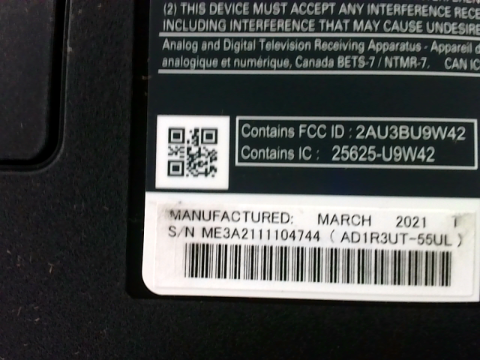 (2) THIS DEVICE MUST ACCEPT ANY INTERFERENCE
INCLUDING INTERFERENCE THAT MAY CAUSE
Analog and Digital Television Receiving Apparatus - Appareil
analogique et numérique, Canada BETS-7 / NTMR-7. CAN
Contains FCC ID : 2AU3BU9W42
Contains IC : 25625-U9W42
MANUFACTURED: MARCH 2021 T
S/N ME3A2111104744 ( AD1R3UT-55UL )